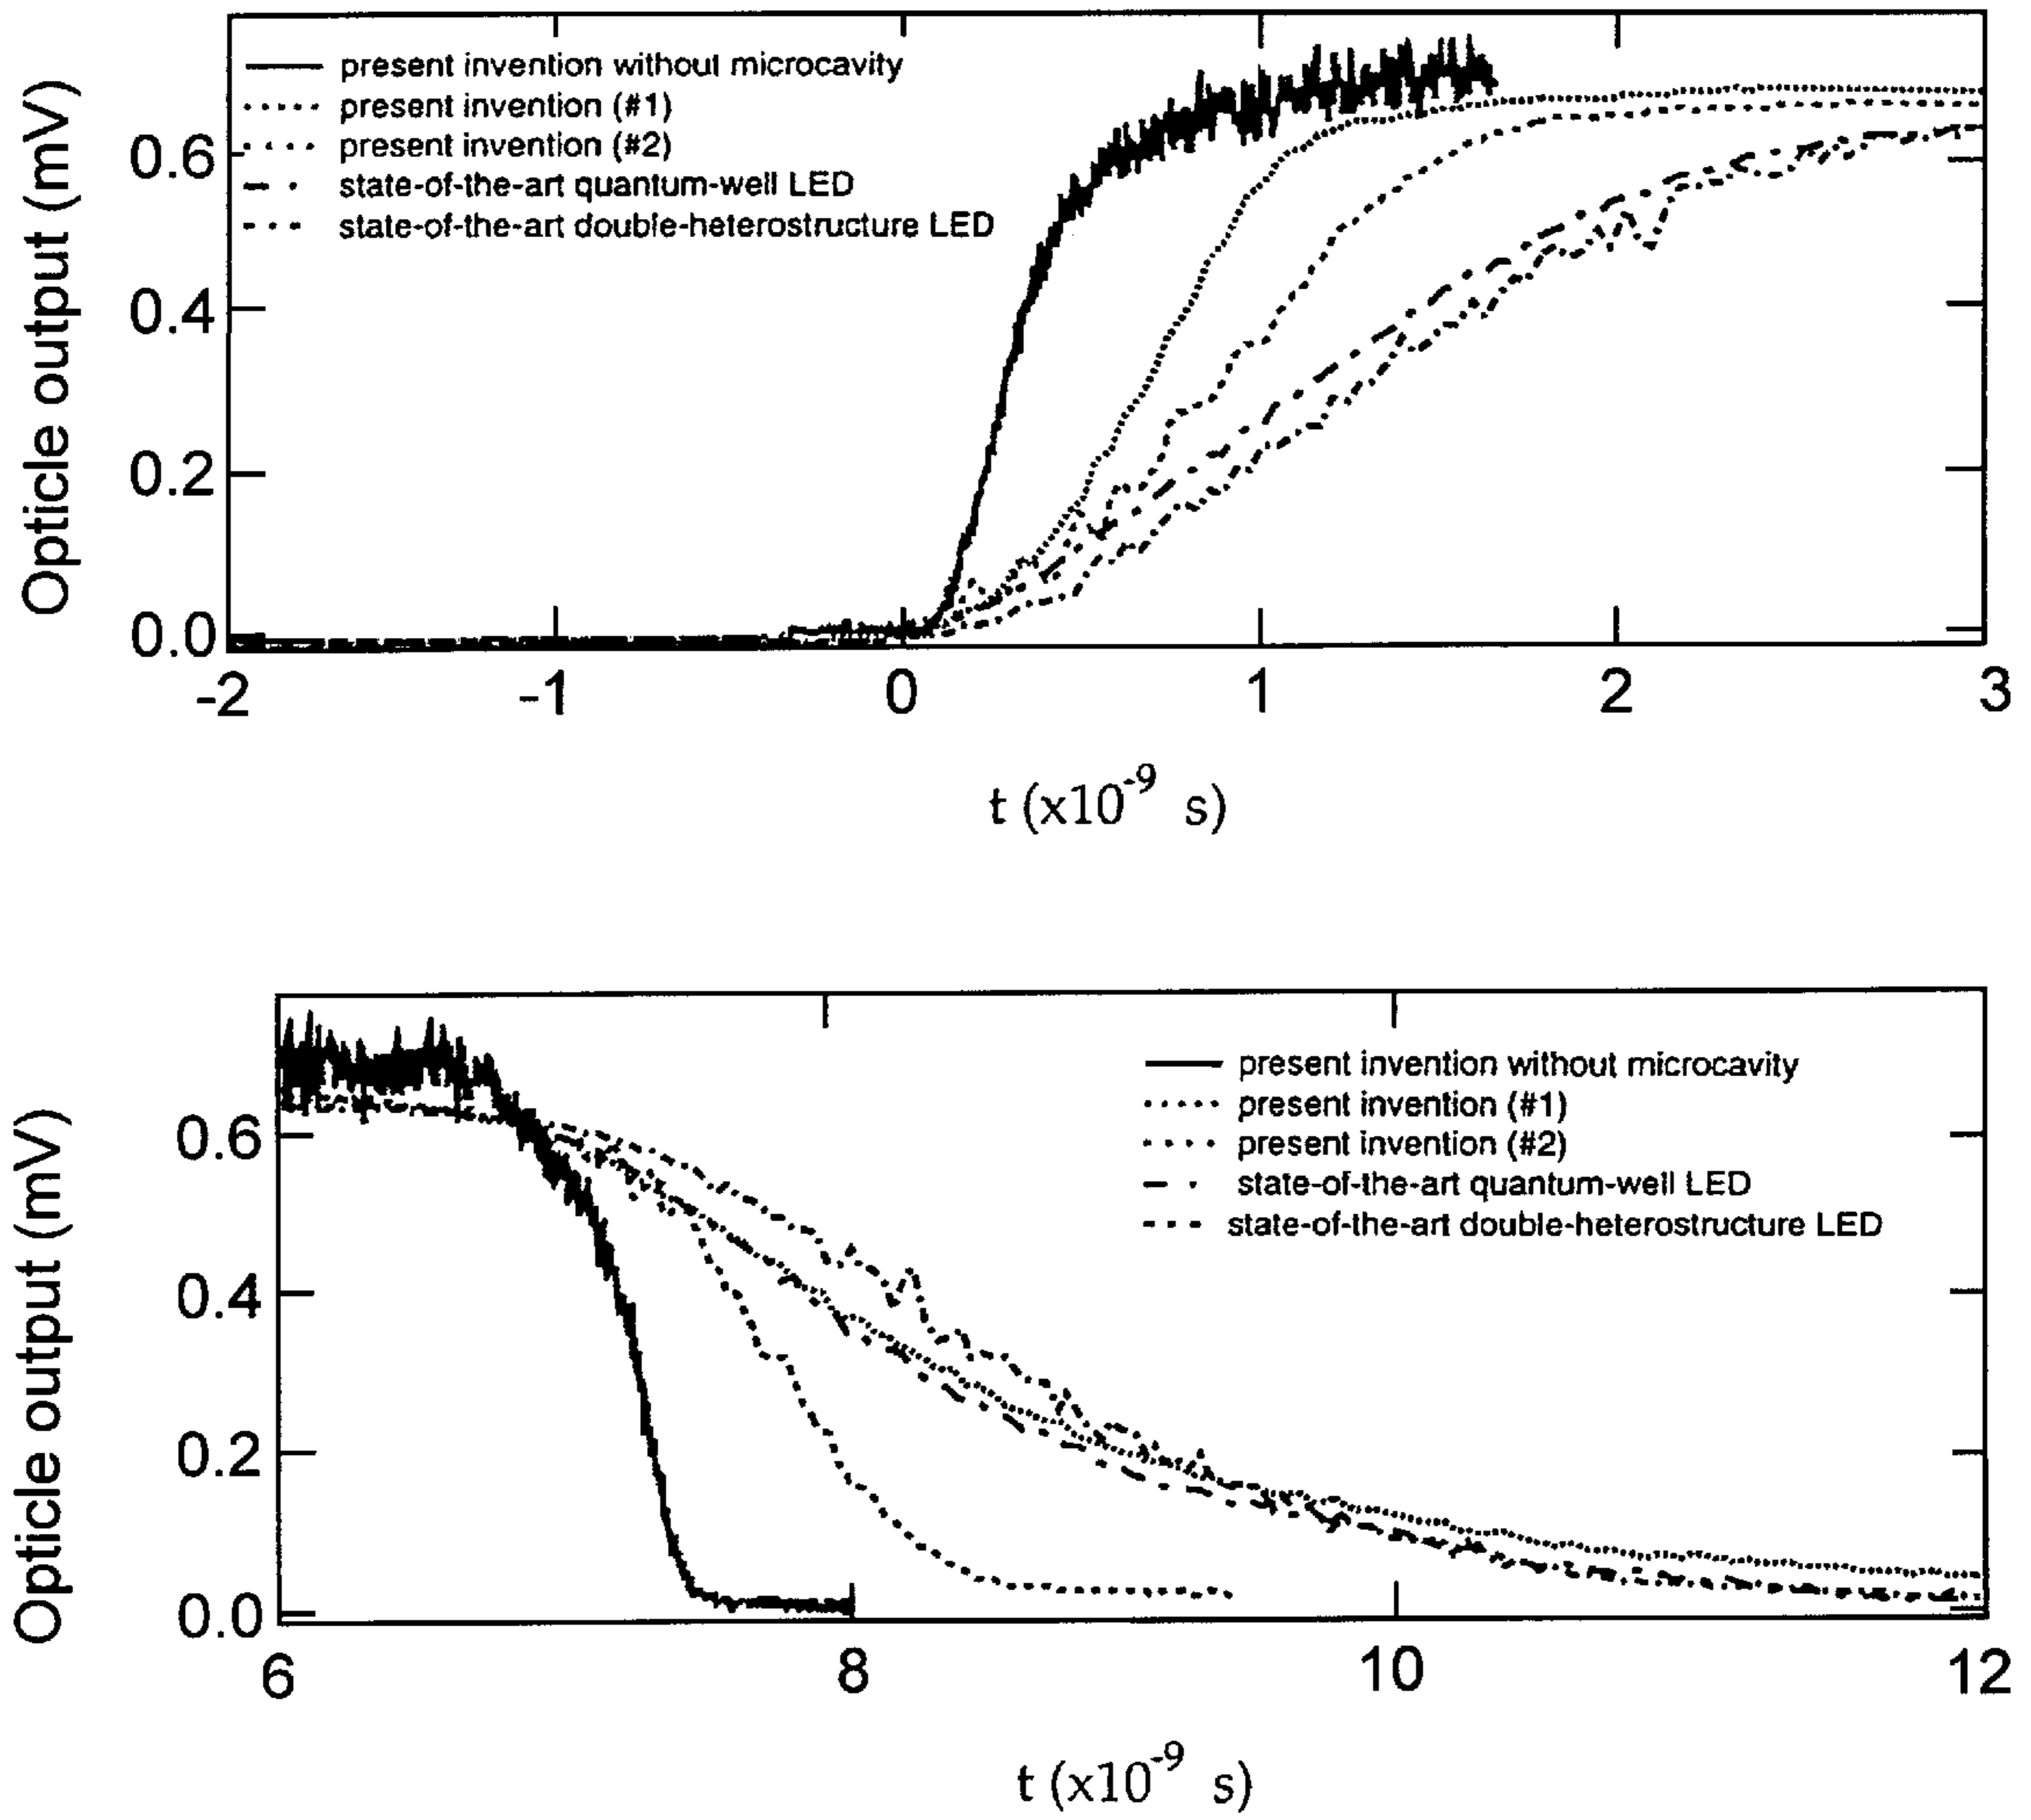 present invention without microcavity
present invention (#1)
present invention (#2)
state-of-the-art quantum-well LED
state-of-the-art double-heterostructure LED
Opticle output (mV)
0.6
0.4
0.2
0.0
-2 -1 0 1 2 3
t (x10-9 s)
present invention without microcavity
present invention (#1)
present invention (#2)
state-of-the-art quantum-well LED
state-of-the-art double-heterostructure LED
Opticle output (mV)
0.6
0.4
0.2
0.0
6 8 10 12
t (x10-9 s)